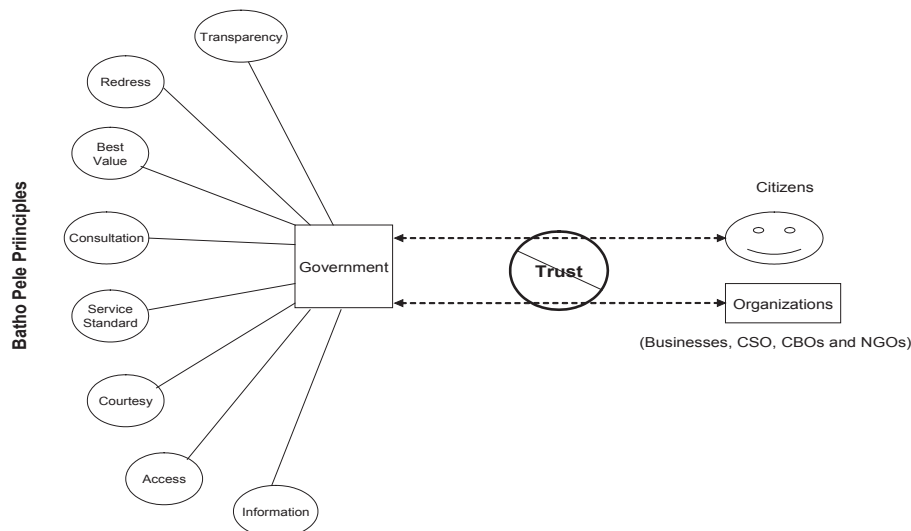 Transparency
Redress
Best
Value
Consultation
Service
Standard
Courtesy
Access
Information
Batho Pele Priinciples
Government
Trust
Citizens
Organizations
(Businesses, CSO, CBOs and NGOs)